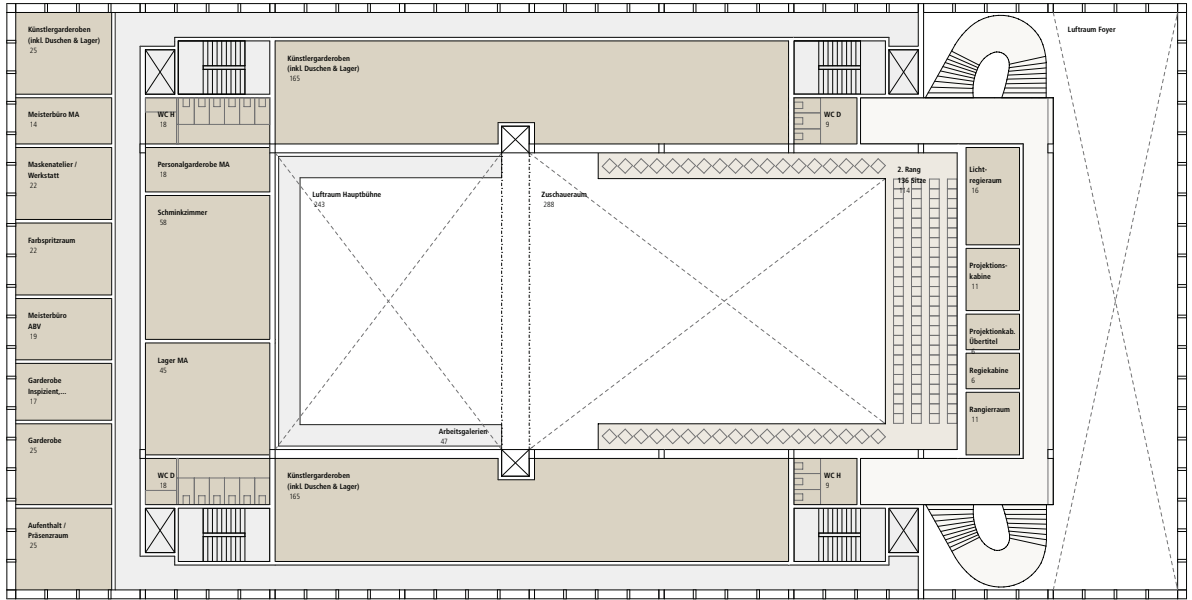 Künstlergarderoben
(inkl. Duschen & Lager)
25
Meisterbüro MA
14
Maskenatelier /
Werkstatt
22
Farbspritzraum
22
Meisterbüro
ABV
19
Garderobe
Inspizient,...
17
Garderobe
25
Aufenthalt /
Präsenzraum
25
WC H
18
Personalgarderobe MA
18
Schminkzimmer
58
Lager MA
45
WC D
18
Künstlergarderoben
(inkl. Duschen & Lager)
165
Luftraum Hauptbühne
243
Arbeitsgalerien
47
Künstlergarderoben
(inkl. Duschen & Lager)
165
Zuschauerraum
288
WC D
9
2. Rang
136 Sitze
114
WC H
9
Licht-
regieraum
16
Projektions-
kabine
11
Projektionkab.
Übertitel
6
Regiekabine
6
Rangierraum
11
Luftraum Foyer